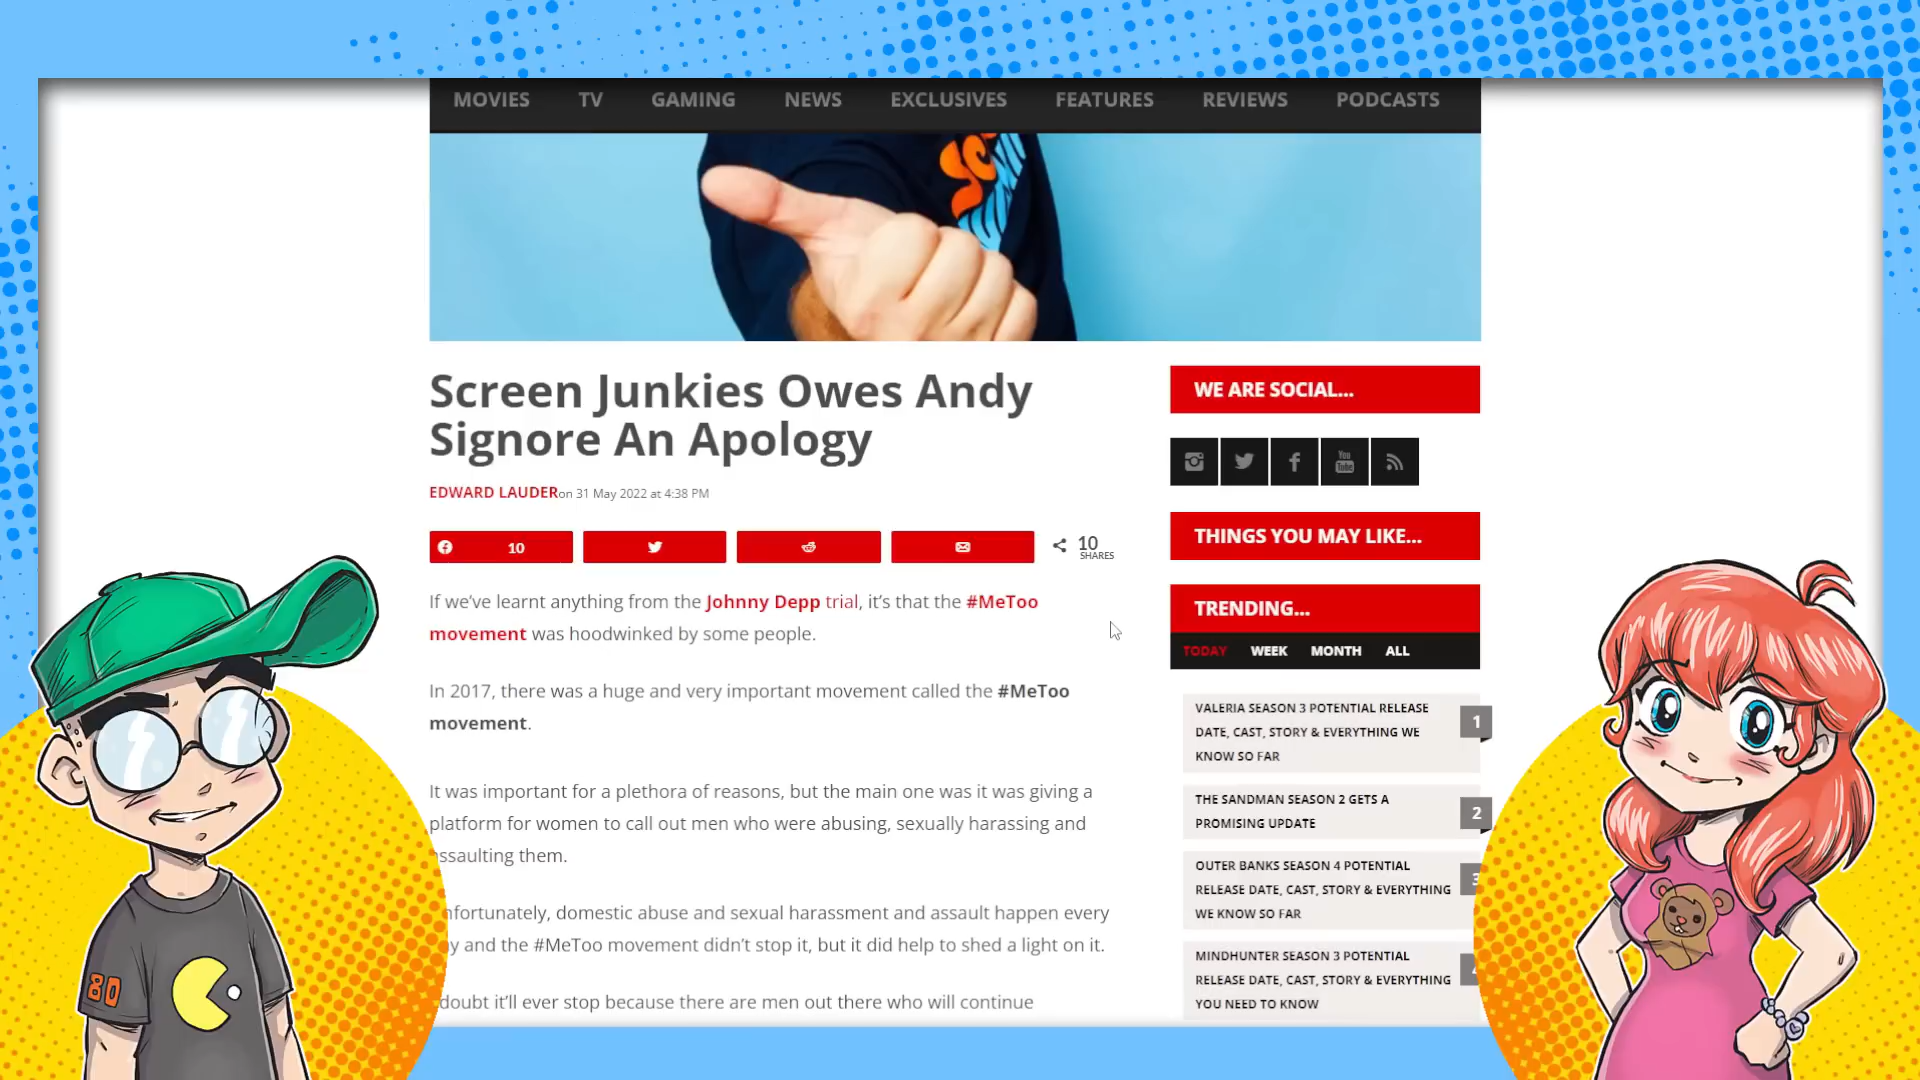 MOVIES TV GAMING NEWS EXCLUSIVES FEATURES REVIEWS PODCASTS
SC
Screen Junkies Owes Andy
Signore An Apology
EDWARD LAUDER on 31 May 2022 at 4:38 PM
10
10
SHARES
If we’ve learnt anything from the Johnny Depp trial, it’s that the #MeToo
movement was hoodwinked by some people.
In 2017, there was a huge and very important movement called the #MeToo
movement.
It was important for a plethora of reasons, but the main one was it was giving a
platform for women to call out men who were abusing, sexually harassing and
ssaulting them.
nfortunately, domestic abuse and sexual harassment and assault happen every
y and the #MeToo movement didn’t stop it, but it did help to shed a light on it.
doubt it’ll ever stop because there are men out there who will continue
WE ARE SOCIAL...
You
Tube
THINGS YOU MAY LIKE...
TRENDING...
TODAY WEEK MONTH ALL
VALERIA SEASON 3 POTENTIAL RELEASE
DATE, CAST, STORY & EVERYTHING WE
KNOW SO FAR
1
THE SANDMAN SEASON 2 GETS A
PROMISING UPDATE
2
OUTER BANKS SEASON 4 POTENTIAL
RELEASE DATE, CAST, STORY & EVERYTHING
WE KNOW SO FAR
3
MINDHUNTER SEASON 3 POTENTIAL
RELEASE DATE, CAST, STORY & EVERYTHING
YOU NEED TO KNOW
80